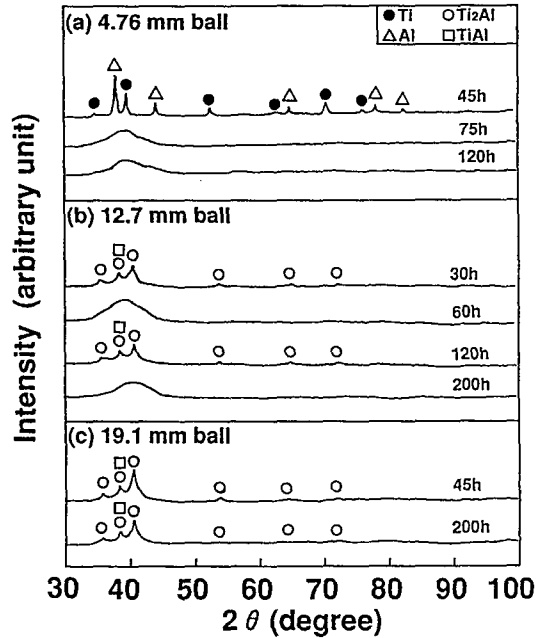 (a) 4.76 mm ball
● Ti ○ Ti2Al
△ Al □ TiAl
45h
75h
120h
(b) 12.7 mm ball
30h
60h
120h
200h
(c) 19.1 mm ball
45h
200h
30 40 50 60 70 80 90 100
2 θ (degree)
Intensity (arbitrary unit)